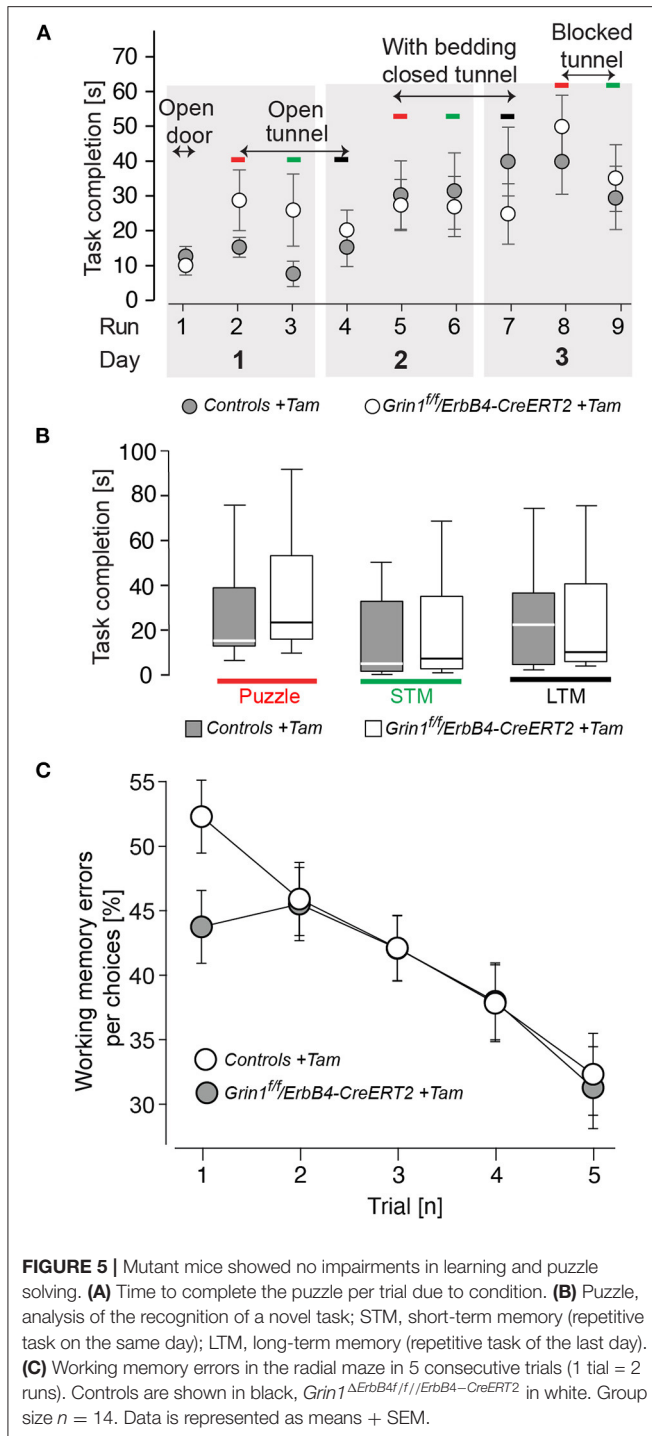 A
Task completion [s]
70
60
50
40
30
20
10
0
Open door
Open tunnel
With bedding closed tunnel
Blocked tunnel
Run 1 2 3 4 5 6 7 8 9
Day 1 2 3
Controls +Tam Grin1f/f/ErbB4-CreERT2 +Tam
B
Task completion [s]
100
80
60
40
20
0
Puzzle STM LTM
Controls +Tam Grin1f/f/ErbB4-CreERT2 +Tam
C
Working memory errors
per choices [%]
55
50
45
40
35
30
Controls +Tam
Grin1f/f/ErbB4-CreERT2 +Tam
1 2 3 4 5
Trial [n]
FIGURE 5 | Mutant mice showed no impairments in learning and puzzle
solving. (A) Time to complete the puzzle per trial due to condition. (B) Puzzle,
analysis of the recognition of a novel task; STM, short-term memory (repetitive
task on the same day); LTM, long-term memory (repetitive task of the last day).
(C) Working memory errors in the radial maze in 5 consecutive trials (1 tial = 2
runs). Controls are shown in black, Grin1ΔErbB4f/f//ErbB4−CreERT2 in white. Group
size n = 14. Data is represented as means + SEM.